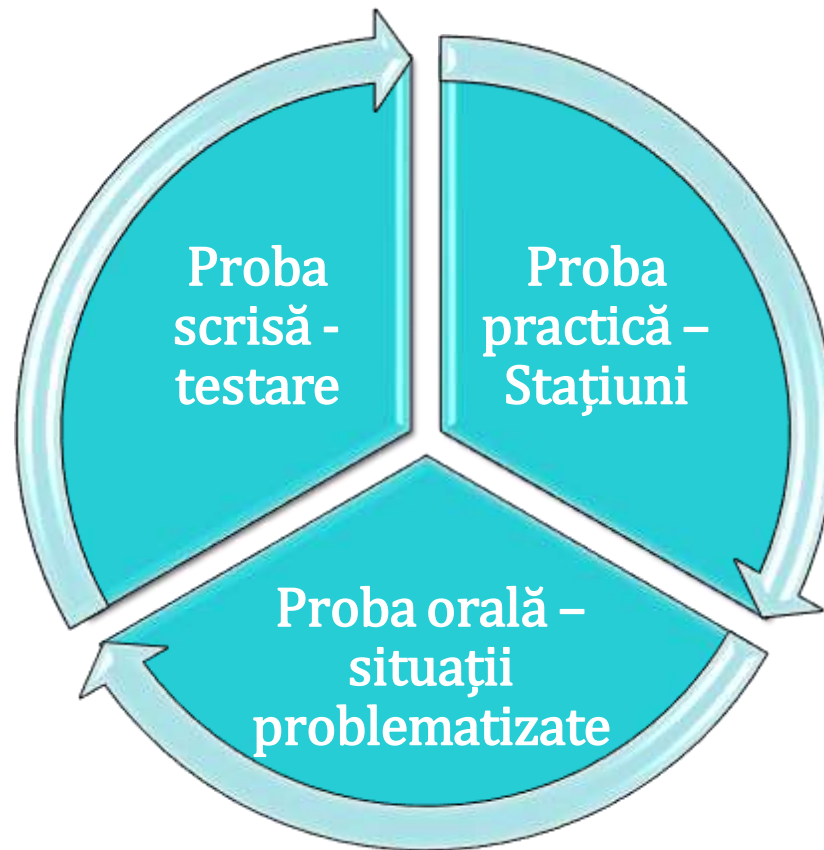 Proba
scrisă -
testare
Proba
practică –
Stațiuni
Proba orală –
situații
problematizate